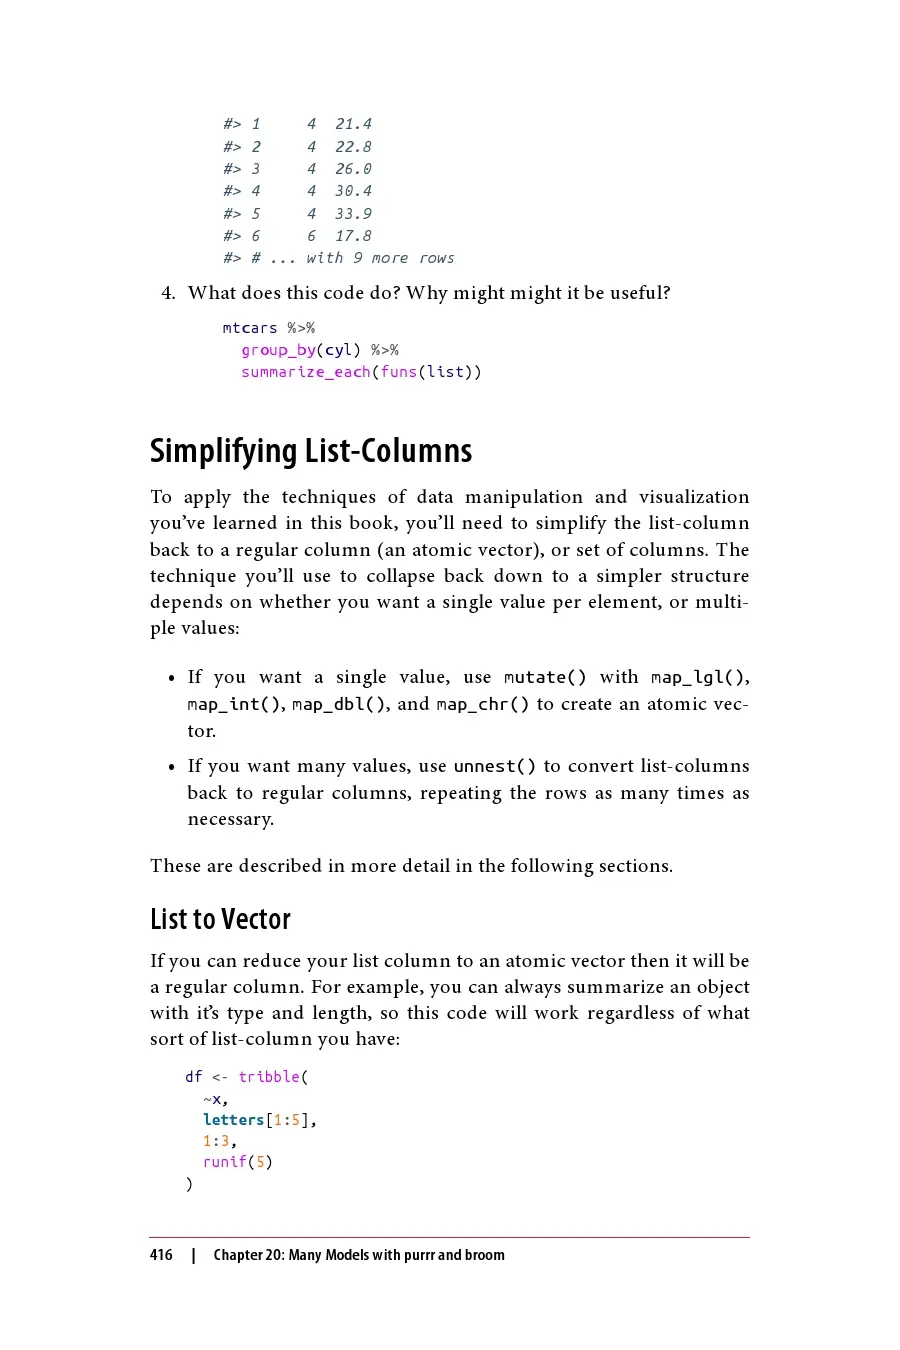 #> 1     4  21.4
#> 2     4  22.8
#> 3     4  26.0
#> 4     4  30.4
#> 5     4  33.9
#> 6     6  17.8
#> # ... with 9 more rows
4. What does this code do? Why might might it be useful?
mtcars %>%
  group_by(cyl) %>%
  summarize_each(funs(list))
Simplifying List-Columns
To apply the techniques of data manipulation and visualization
you’ve learned in this book, you’ll need to simplify the list-column
back to a regular column (an atomic vector), or set of columns. The
technique you’ll use to collapse back down to a simpler structure
depends on whether you want a single value per element, or multi-
ple values:
• If you want a single value, use mutate() with map_lgl(),
map_int(), map_dbl(), and map_chr() to create an atomic vec-
tor.
• If you want many values, use unnest() to convert list-columns
back to regular columns, repeating the rows as many times as
necessary.
These are described in more detail in the following sections.
List to Vector
If you can reduce your list column to an atomic vector then it will be
a regular column. For example, you can always summarize an object
with it’s type and length, so this code will work regardless of what
sort of list-column you have:
df <- tribble(
  ~x,
  letters[1:5],
  1:3,
  runif(5)
)
416 | Chapter 20: Many Models with purrr and broom